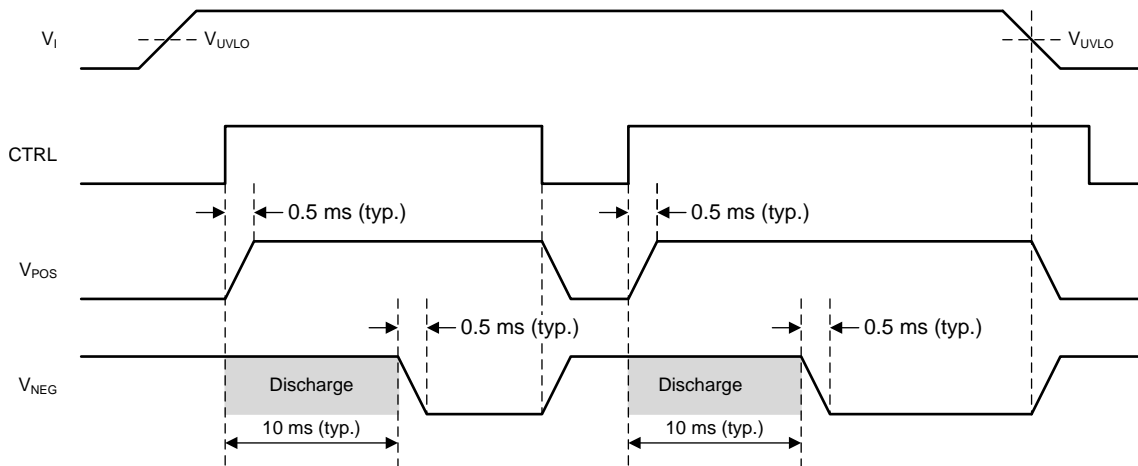 VI
VUVLO
VUVLO
CTRL
0.5 ms (typ.)
0.5 ms (typ.)
VPOS
0.5 ms (typ.)
0.5 ms (typ.)
VNEG
Discharge
Discharge
10 ms (typ.)
10 ms (typ.)